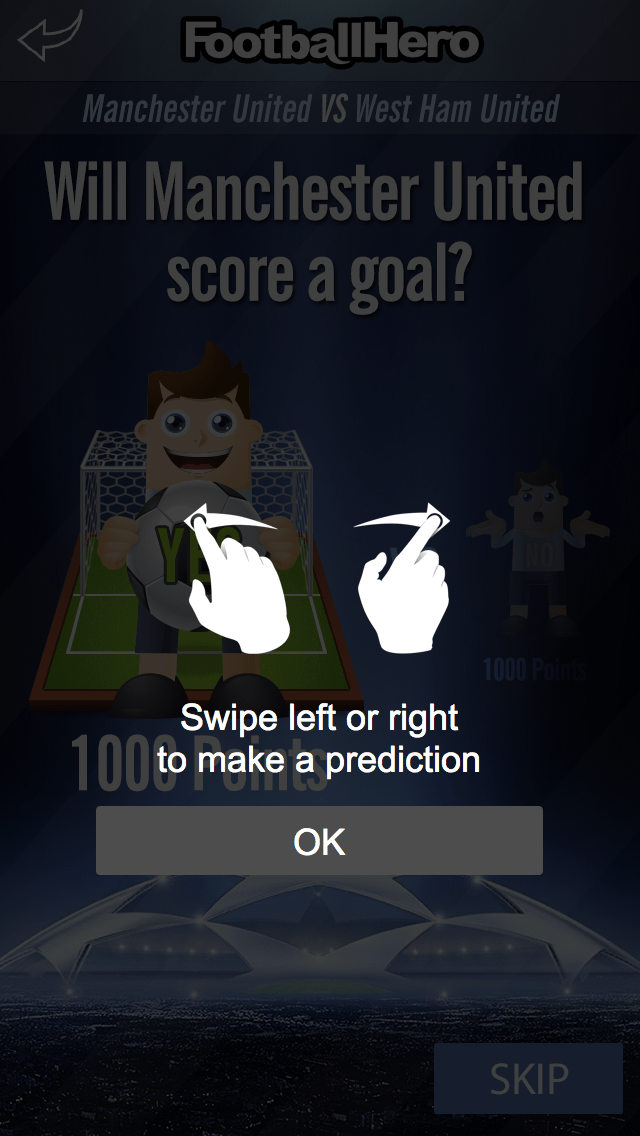 FootballHero
Manchester United VS West Ham United
Will Manchester United
score a goal?
YES
NO
1000 Points
Swipe left or right
to make a prediction
1000 Points
OK
SKIP